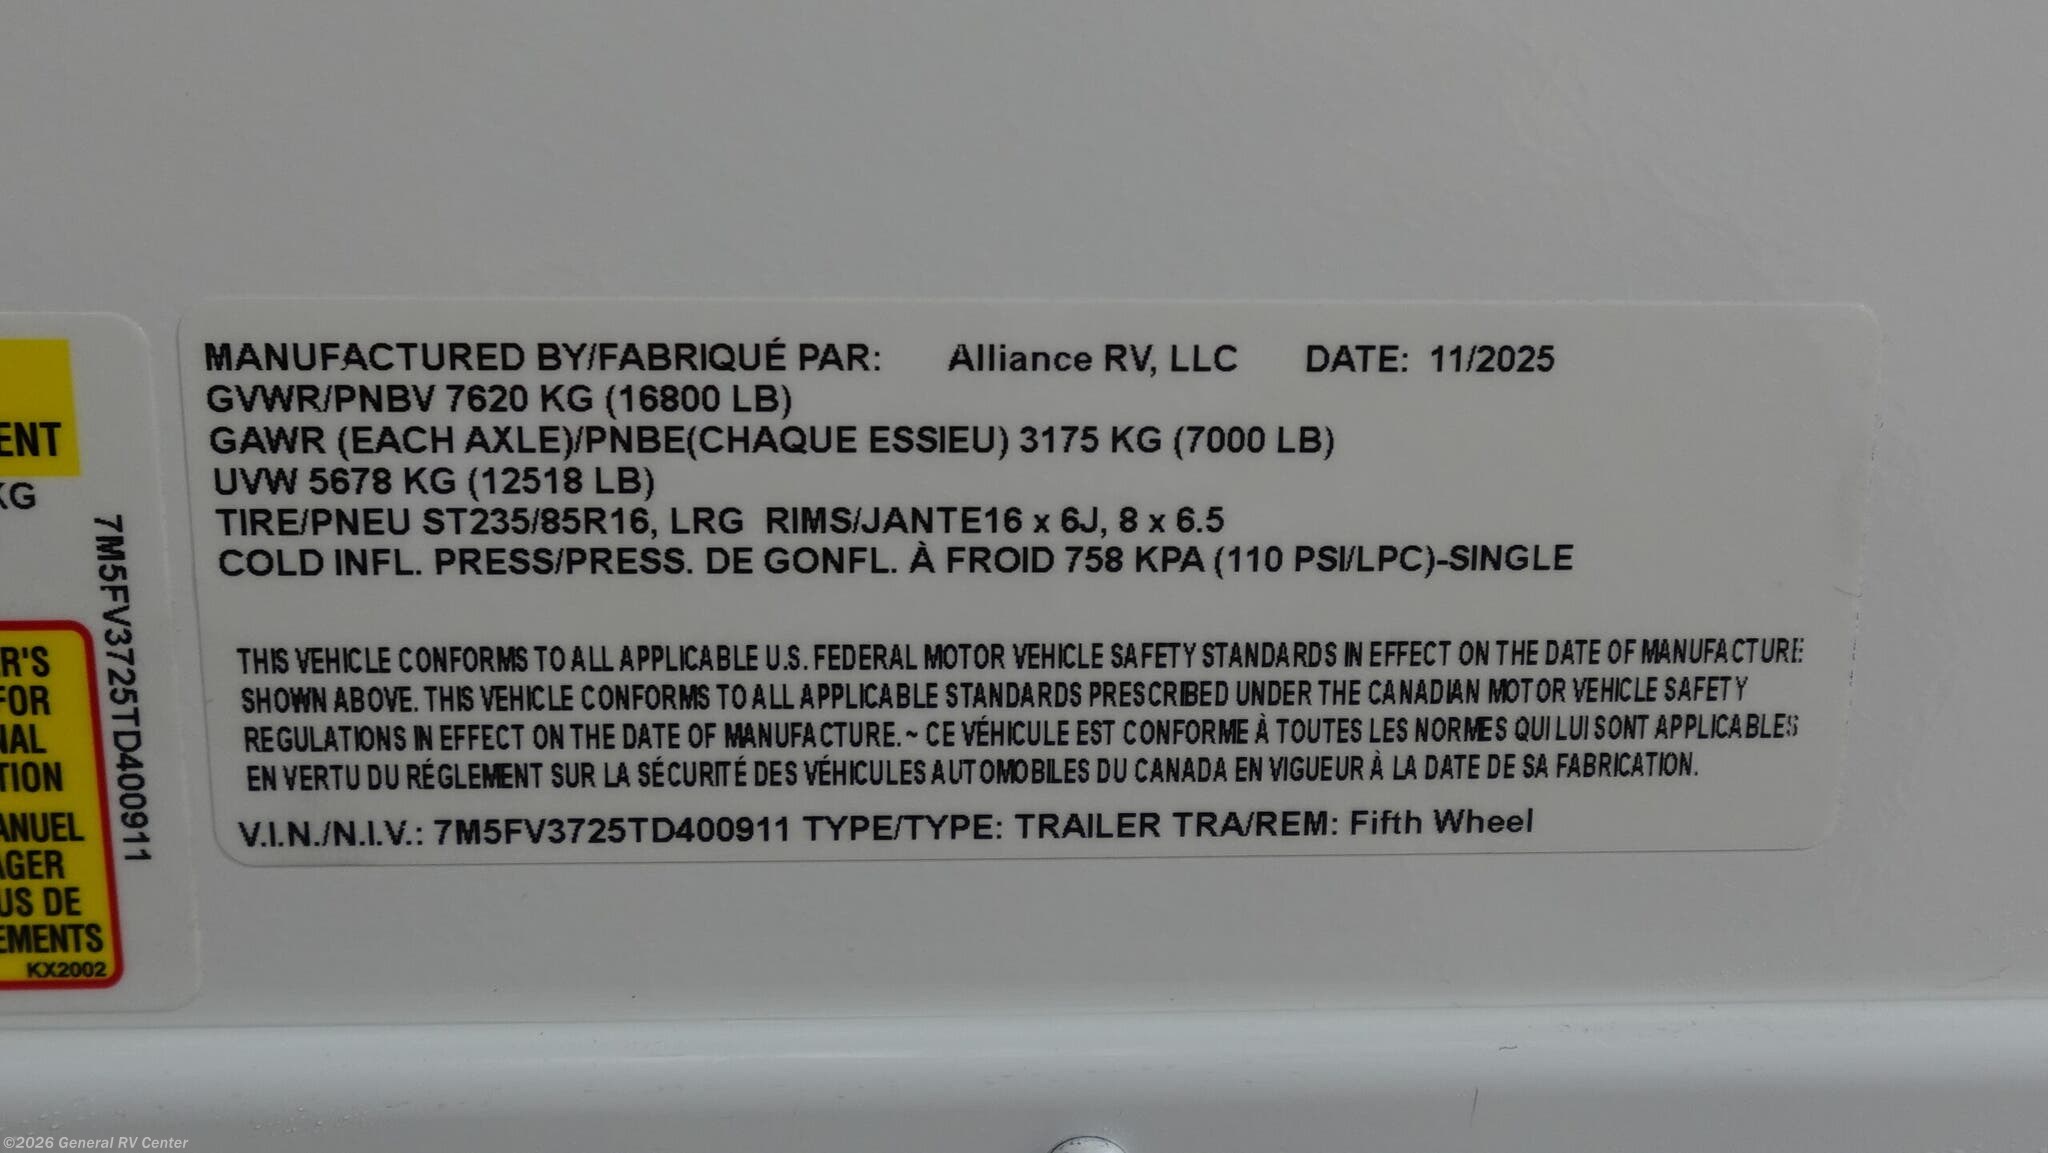 MANUFACTURED BY/FABRIQUÉ PAR: Alliance RV, LLC DATE: 11/2025
GVWR/PNBV 7620 KG (16800 LB)
GAWR (EACH AXLE)/PNBE(CHAQUE ESSIEU) 3175 KG (7000 LB)
UVW 5678 KG (12518 LB)
TIRE/PNEU ST235/85R16, LRG RIMS/JANTE16 x 6J, 8 x 6.5
COLD INFL. PRESS/PRESS. DE GONFL. À FROID 758 KPA (110 PSI/LPC)-SINGLE
THIS VEHICLE CONFORMS TO ALL APPLICABLE U.S. FEDERAL MOTOR VEHICLE SAFETY STANDARDS IN EFFECT ON THE DATE OF MANUFACTURE
SHOWN ABOVE. THIS VEHICLE CONFORMS TO ALL APPLICABLE STANDARDS PRESCRIBED UNDER THE CANADIAN MOTOR VEHICLE SAFETY
REGULATIONS IN EFFECT ON THE DATE OF MANUFACTURE. ~ CE VÉHICULE EST CONFORME À TOUTES LES NORMES QUI LUI SONT APPLICABLES
EN VERTU DU RÉGLEMENT SUR LA SÉCURITÉ DES VÉHICULES AUTOMOBILES DU CANADA EN VIGUEUR À LA DATE DE SA FABRICATION.
V.I.N./N.I.V.: 7M5FV3725TD400911 TYPE/TYPE: TRAILER TRA/REM: Fifth Wheel
ENT
KG
7M5FV3725TD400911
R'S
FOR
NAL
TION
ANUEL
AGER
US DE
EMENTS
KX2002
©2026 General RV Center